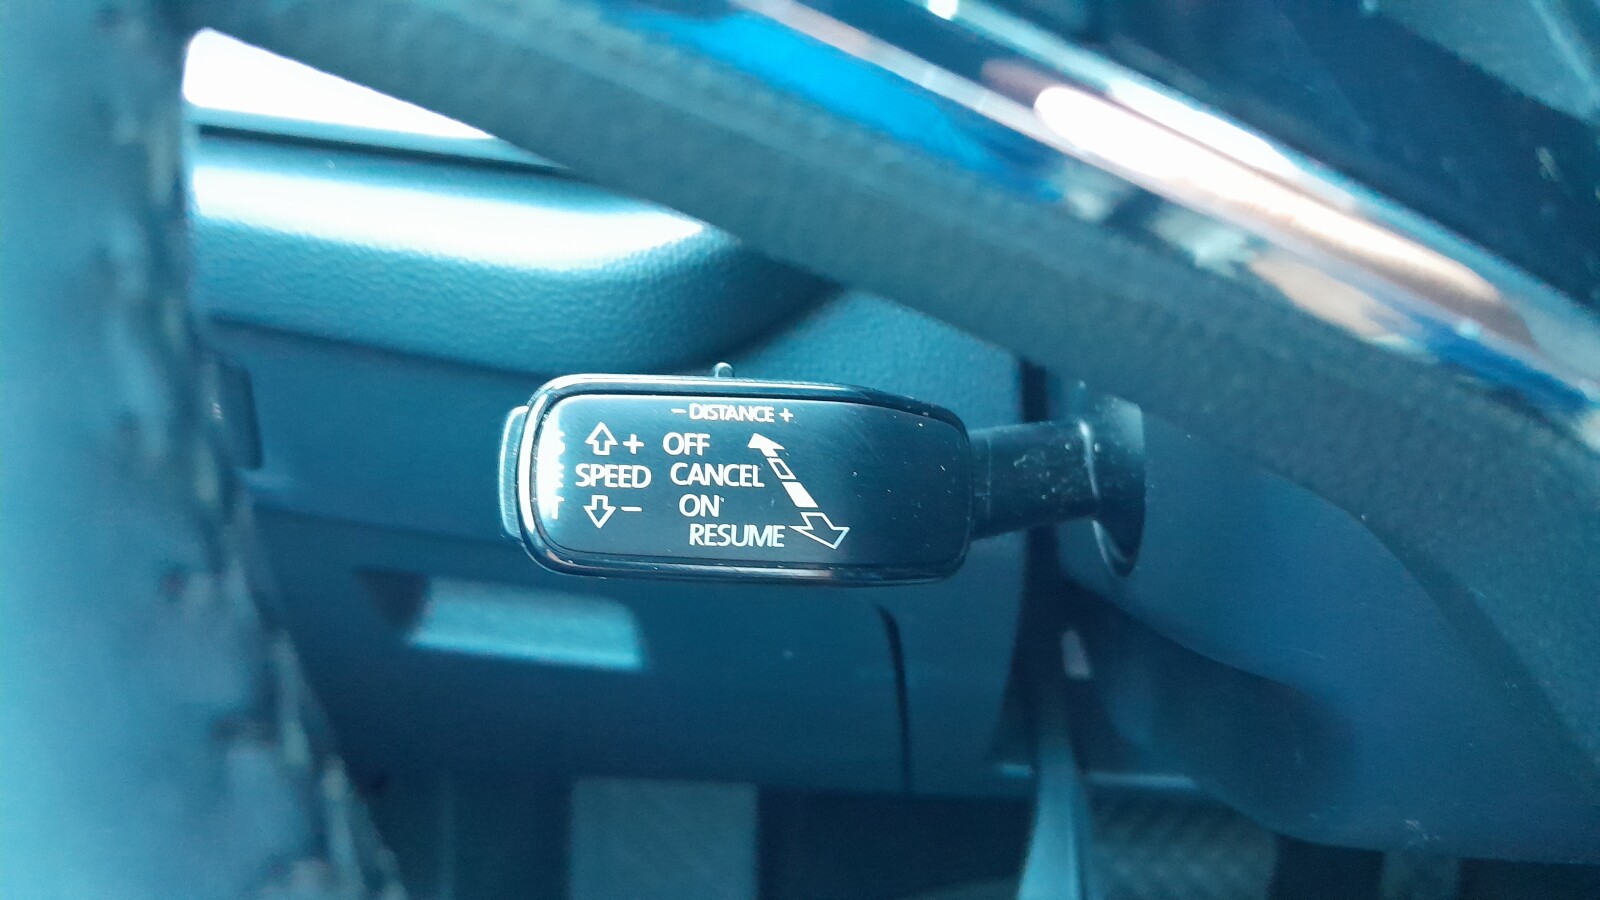 - DISTANCE +
+ OFF
SPEED CANCEL
- ON
RESUME